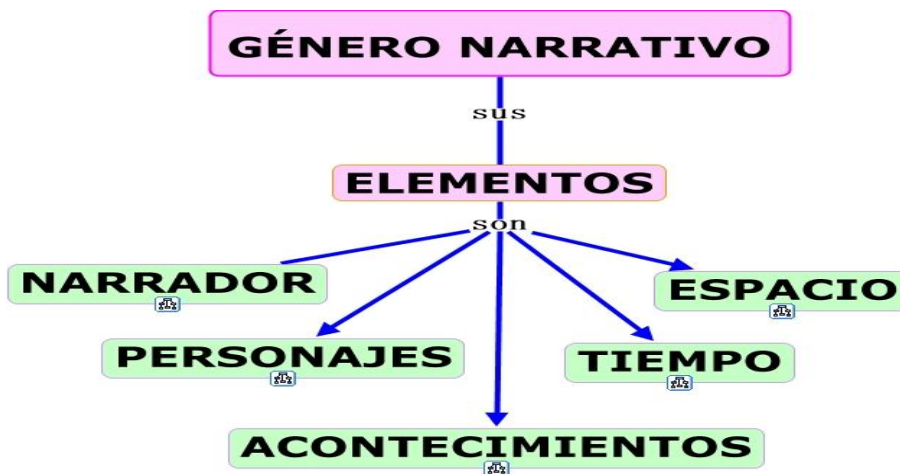 GÉNERO NARRATIVO
sus
ELEMENTOS
son
NARRADOR
ESPACIO
PERSONAJES
TIEMPO
ACONTECIMIENTOS